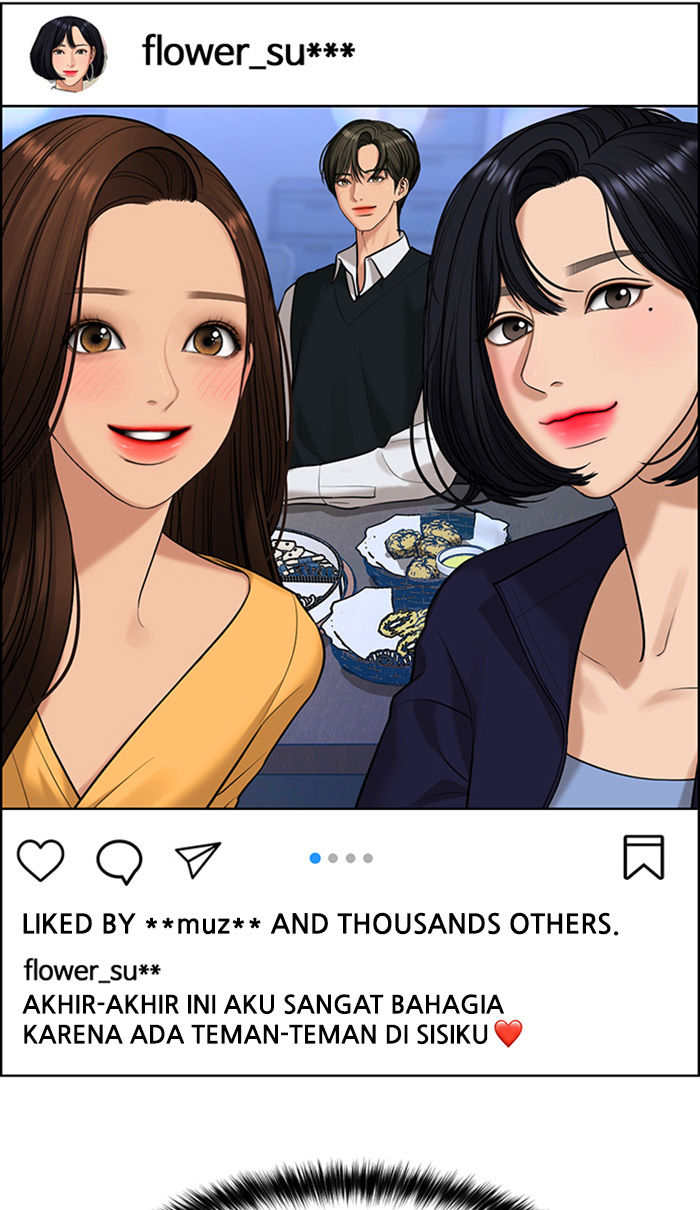 flower_su***
LIKED BY **muz** AND THOUSANDS OTHERS.
flower_su**
AKHIR-AKHIR INI AKU SANGAT BAHAGIA
KARENA ADA TEMAN-TEMAN DI SISIKU❤️